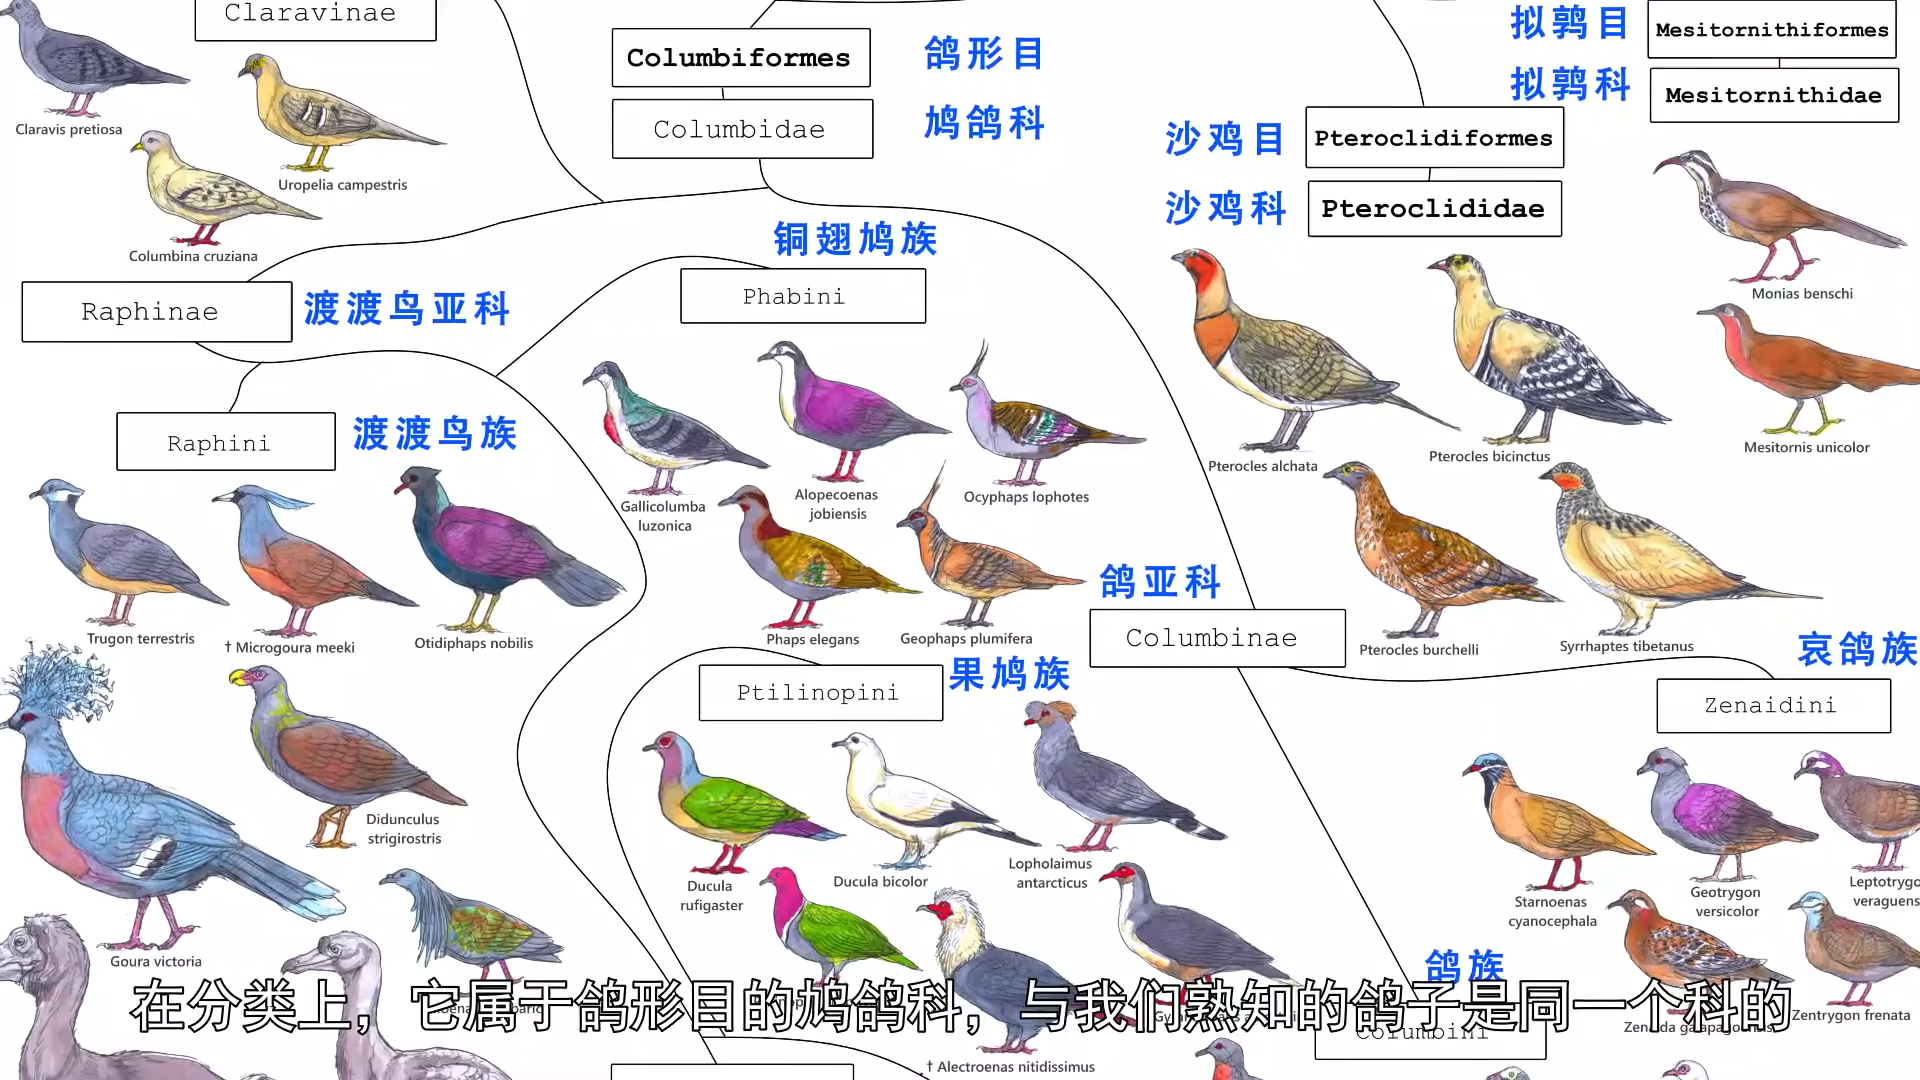 Claravinae
Claravis pretiosa
Uropelia campestris
Columbina cruziana
Columbiformes
鸽形目
Columbidae
鸠鸽科
拟鹑目
Mesitornithiformes
拟鹑科
Mesitornithidae
沙鸡目
Pteroclidiformes
沙鸡科
Pteroclididae
Monias benschi
Mesitornis unicolor
Pterocles alchata
Pterocles bicinctus
Pterocles burchelli
Syrrhaptes tibetanus
铜翅鸠族
Phabini
Raphinae
渡渡鸟亚科
Raphini
渡渡鸟族
Gallicolumba
luzonica
Alopecoenas
jobiensis
Ocyphaps lophotes
Phaps elegans
Geophaps plumifera
Trugon terrestris
† Microgoura meeki
Otidiphaps nobilis
Didunculus
strigirostris
Goura victoria
鸽亚科
Columbinae
果鸠族
Ptilinopini
哀鸽族
Zenaidini
Ducula
rufigaster
Ducula bicolor
Lopholaimus
antarcticus
Starnoenas
cyanocephala
Geotrygon
versicolor
Leptotrygo
veraguens
鸽族
Columbini
Zentrygon frenata
† Alectroenas nitidissimus
在分类上，它属于鸽形目的鸠鸽科，与我们熟知的鸽子是同一个科的